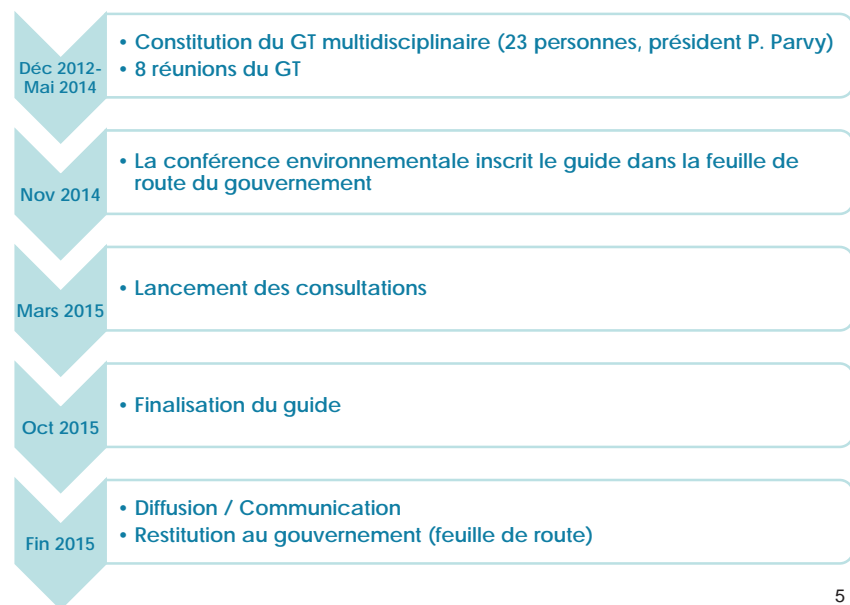 Déc 2012-
Mai 2014
• Constitution du GT multidisciplinaire (23 personnes, président P. Parvy)
• 8 réunions du GT
Nov 2014
• La conférence environnementale inscrit le guide dans la feuille de
route du gouvernement
Mars 2015
• Lancement des consultations
Oct 2015
• Finalisation du guide
Fin 2015
• Diffusion / Communication
• Restitution au gouvernement (feuille de route)
5